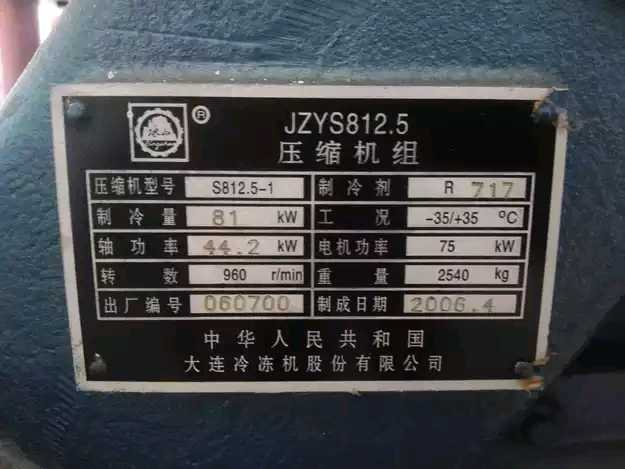 冰山
®
JZYS812.5
压缩机组
压缩机型号 S812.5-1 制冷剂 R 717
制冷量 81 kW 工况 -35/+35 ºC
轴功率 44.2 kW 电机功率 75 kW
转数 960 r/min 重量 2540 kg
出厂编号 060700 制成日期 2006.4
中华人民共和国
大连冷冻机股份有限公司